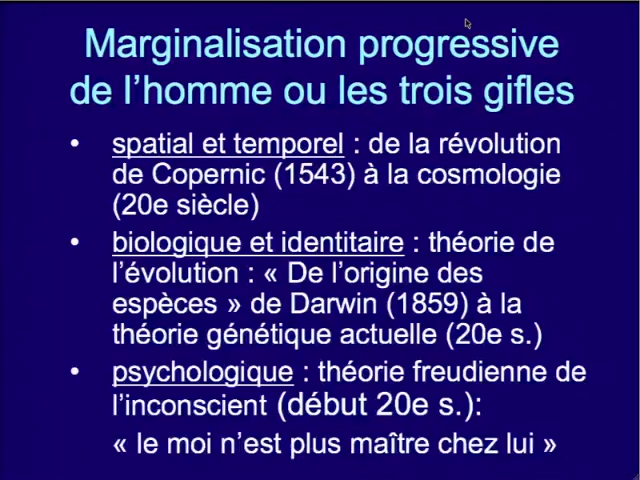 Marginalisation progressive
de l’homme ou les trois gifles
• spatial et temporel : de la révolution
de Copernic (1543) à la cosmologie
(20e siècle)
• biologique et identitaire : théorie de
l’évolution : « De l’origine des
espèces » de Darwin (1859) à la
théorie génétique actuelle (20e s.)
• psychologique : théorie freudienne de
l’inconscient (début 20e s.):
« le moi n’est plus maître chez lui »